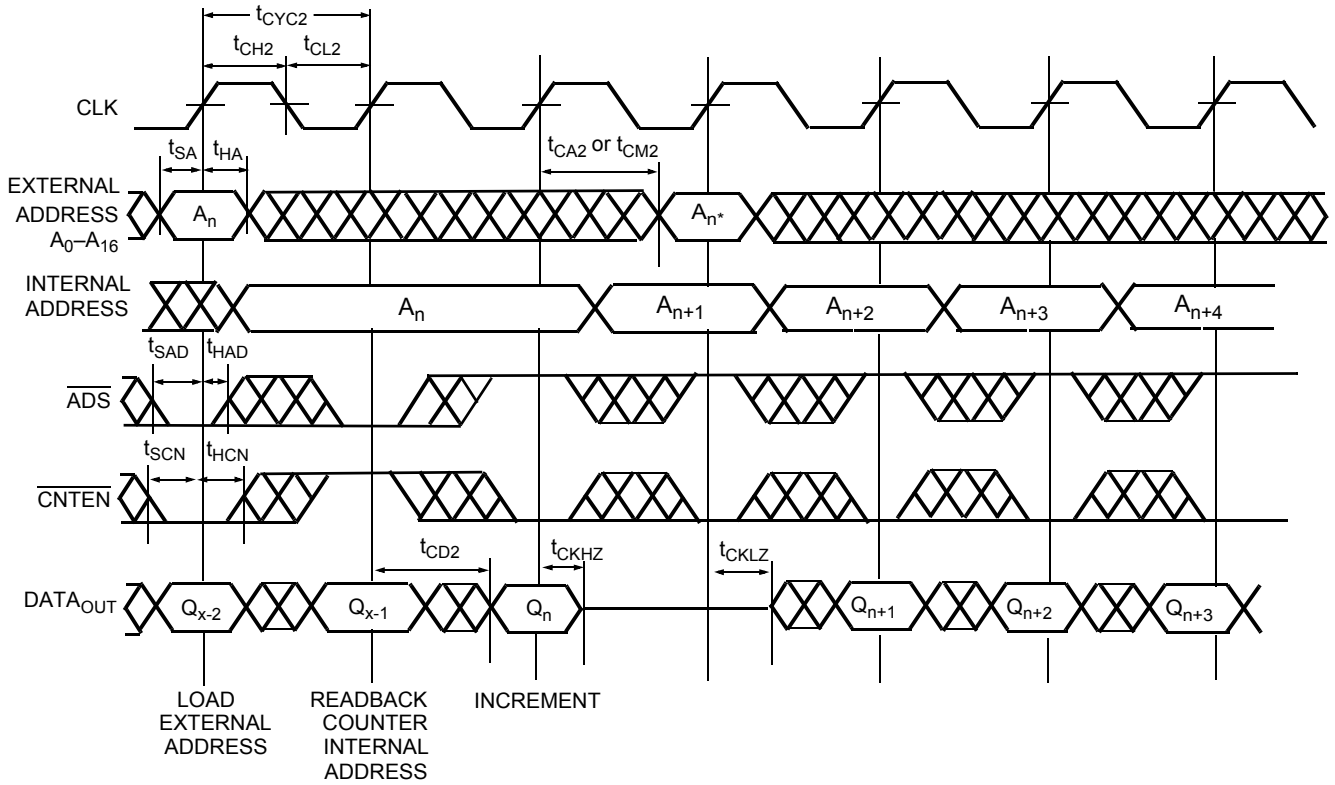 tCYC2
tCH2 tCL2
CLK
tSA tHA tCA2 or tCM2
EXTERNAL
ADDRESS
A0–A16
An An*
INTERNAL
ADDRESS
An An+1 An+2 An+3 An+4
tSAD tHAD
ADS
tSCN tHCN
CNTEN
tCD2 tCKHZ tCKLZ
DATAOUT
Qx-2 Qx-1 Qn Qn+1 Qn+2 Qn+3
LOAD
EXTERNAL
ADDRESS
READBACK
COUNTER
INTERNAL
ADDRESS
INCREMENT